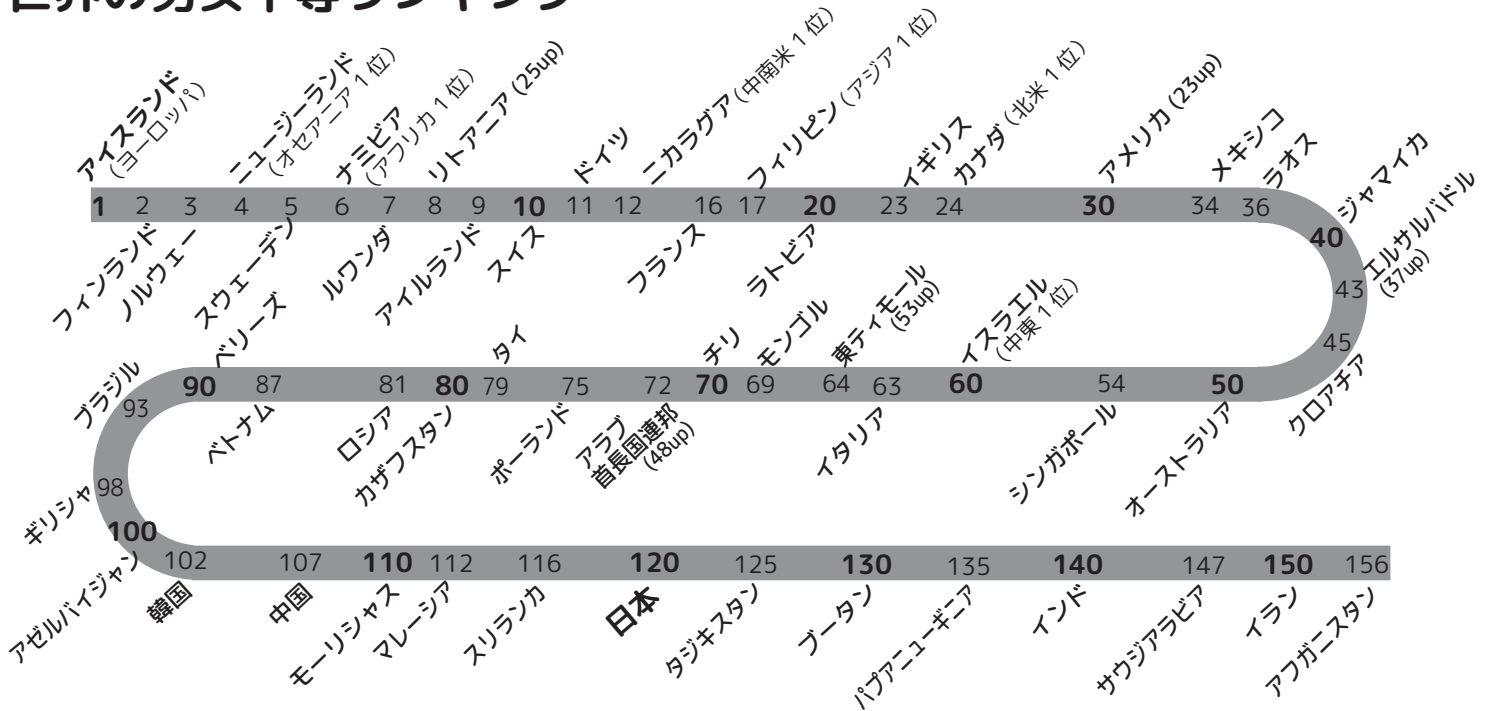 世界の男女平等ランキング
アイスランド
（ヨーロッパ）
ニュージーランド
（オセアニア１位）
ナミビア
（アフリカ１位）
リトアニア (25up)
ドイツ
ニカラグア（中南米１位）
フィリピン（アジア１位）
イギリス
カナダ（北米１位）
アメリカ (23up)
メキシコ
ラオス
ジャマイカ
エルサルバドル
(37up)
1 2 3 4 5 6 7 8 9 10 11 12 16 17 20 23 24 30 34 36
40
43
45
フィンランド
ノルウェー
スウェーデン
ルワンダ
アイルランド
スイス
フランス
ラトビア
クロアチア
ブラジル
ベリーズ
タイ
チリ
モンゴル
東ティモール
(53up)
イスラエル
（中東１位）
93 90 87 81 80 79 75 72 70 69 64 63 60 54 50
ベトナム
ロシア
カザフスタン
ポーランド
アラブ
首長国連邦
(48up)
イタリア
シンガポール
オーストラリア
ギリシャ
98
100 102 107 110 112 116 120 125 130 135 140 147 150 156
アゼルバイジャン
韓国
中国
モーリシャス
マレーシア
スリランカ
日本
タジキスタン
ブータン
パプアニューギニア
インド
サウジアラビア
イラン
アフガニスタン